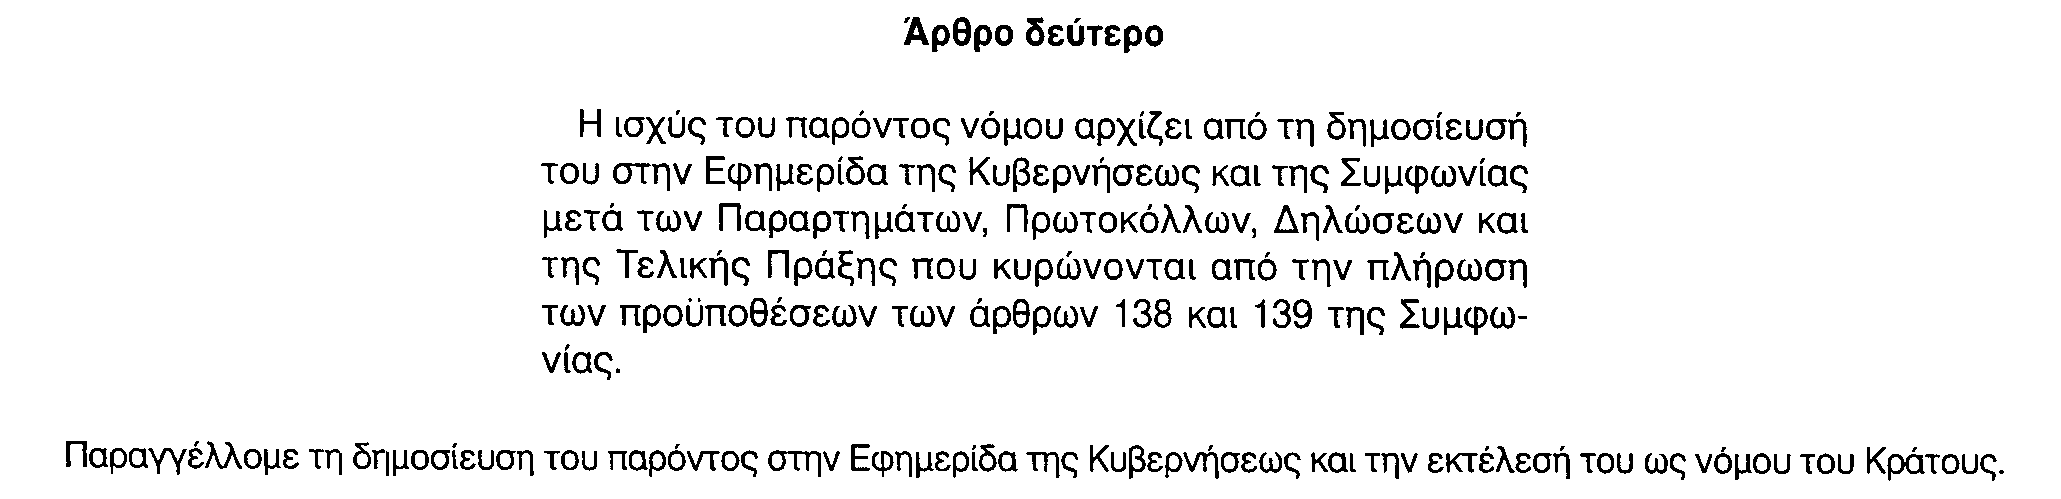 Άρθρο δεύτερο
Η ισχύς του παρόντος νόμου αρχίζει από τη δημοσίευσή
του στην Εφημερίδα της Κυβερνήσεως και της Συμφωνίας
μετά των Παραρτημάτων, Πρωτοκόλλων, Δηλώσεων και
της Τελικής Πράξης που κυρώνονται από την πλήρωση
των προϋποθέσεων των άρθρων 138 και 139 της Συμφω-
νίας.
Παραγγέλλομε τη δημοσίευση του παρόντος στην Εφημερίδα της Κυβερνήσεως και την εκτέλεσή του ως νόμου του Κράτους.